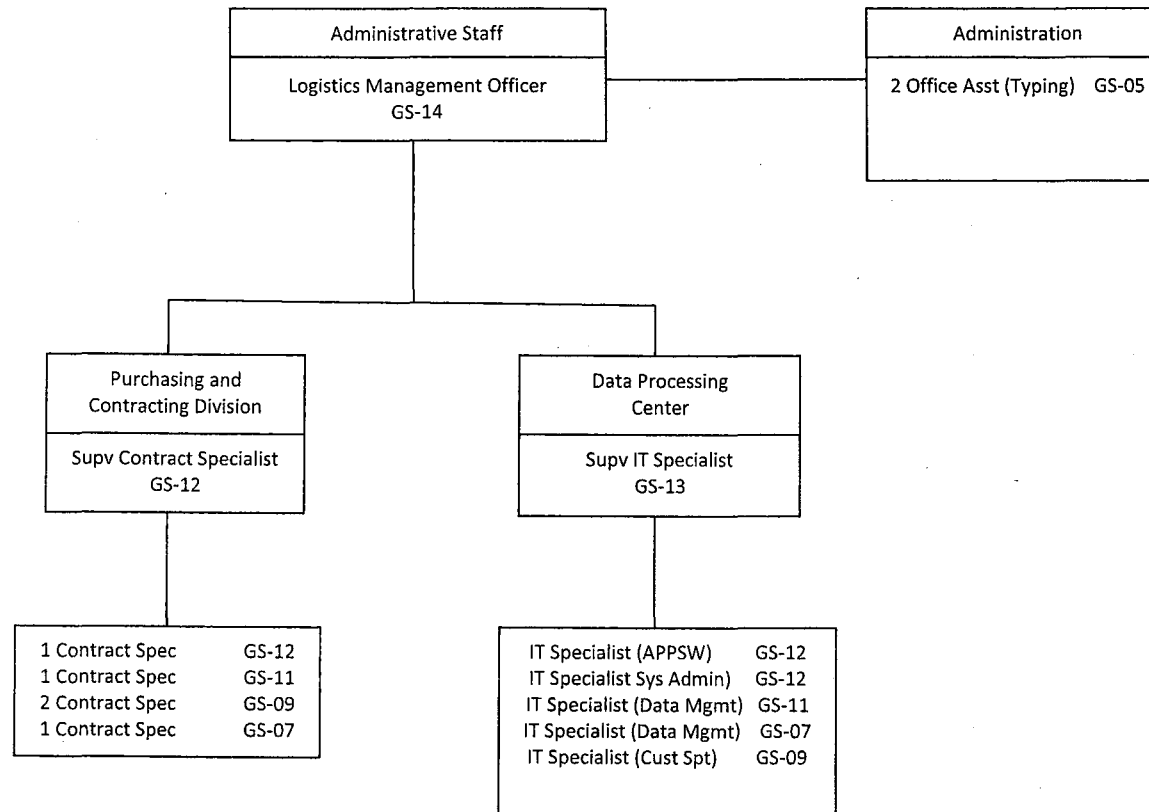 Administrative Staff
Logistics Management Officer
GS-14
Administration
2 Office Asst (Typing) GS-05
Purchasing and
Contracting Division
Supv Contract Specialist
GS-12
Data Processing
Center
Supv IT Specialist
GS-13
1 Contract Spec GS-12
1 Contract Spec GS-11
2 Contract Spec GS-09
1 Contract Spec GS-07
IT Specialist (APPSW) GS-12
IT Specialist Sys Admin) GS-12
IT Specialist (Data Mgmt) GS-11
IT Specialist (Data Mgmt) GS-07
IT Specialist (Cust Spt) GS-09